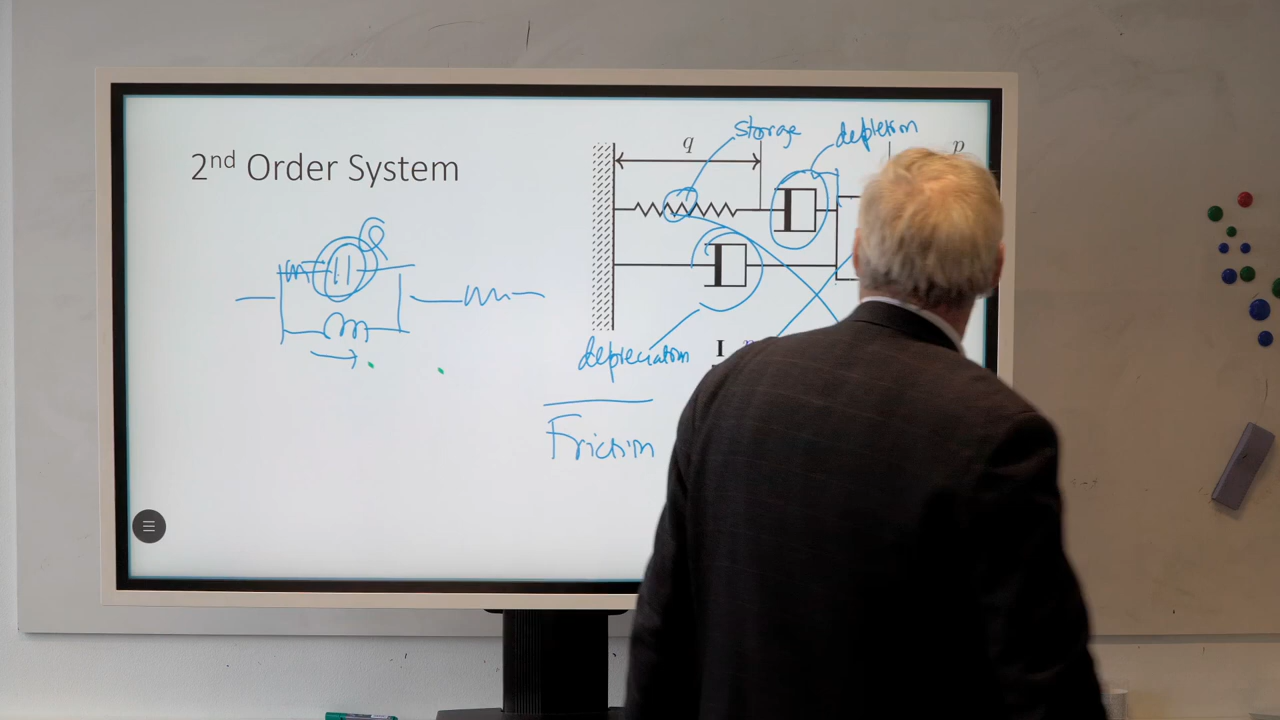 2nd Order System
storage
depletion
q
p
depreciation
I
Friction